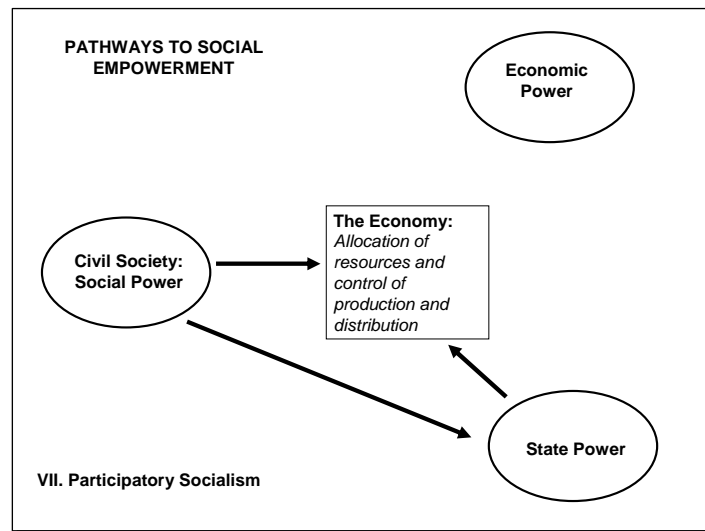 PATHWAYS TO SOCIAL
EMPOWERMENT
Economic
Power
The Economy:
Allocation of
resources and
control of
production and
distribution
Civil Society:
Social Power
State Power
VII. Participatory Socialism